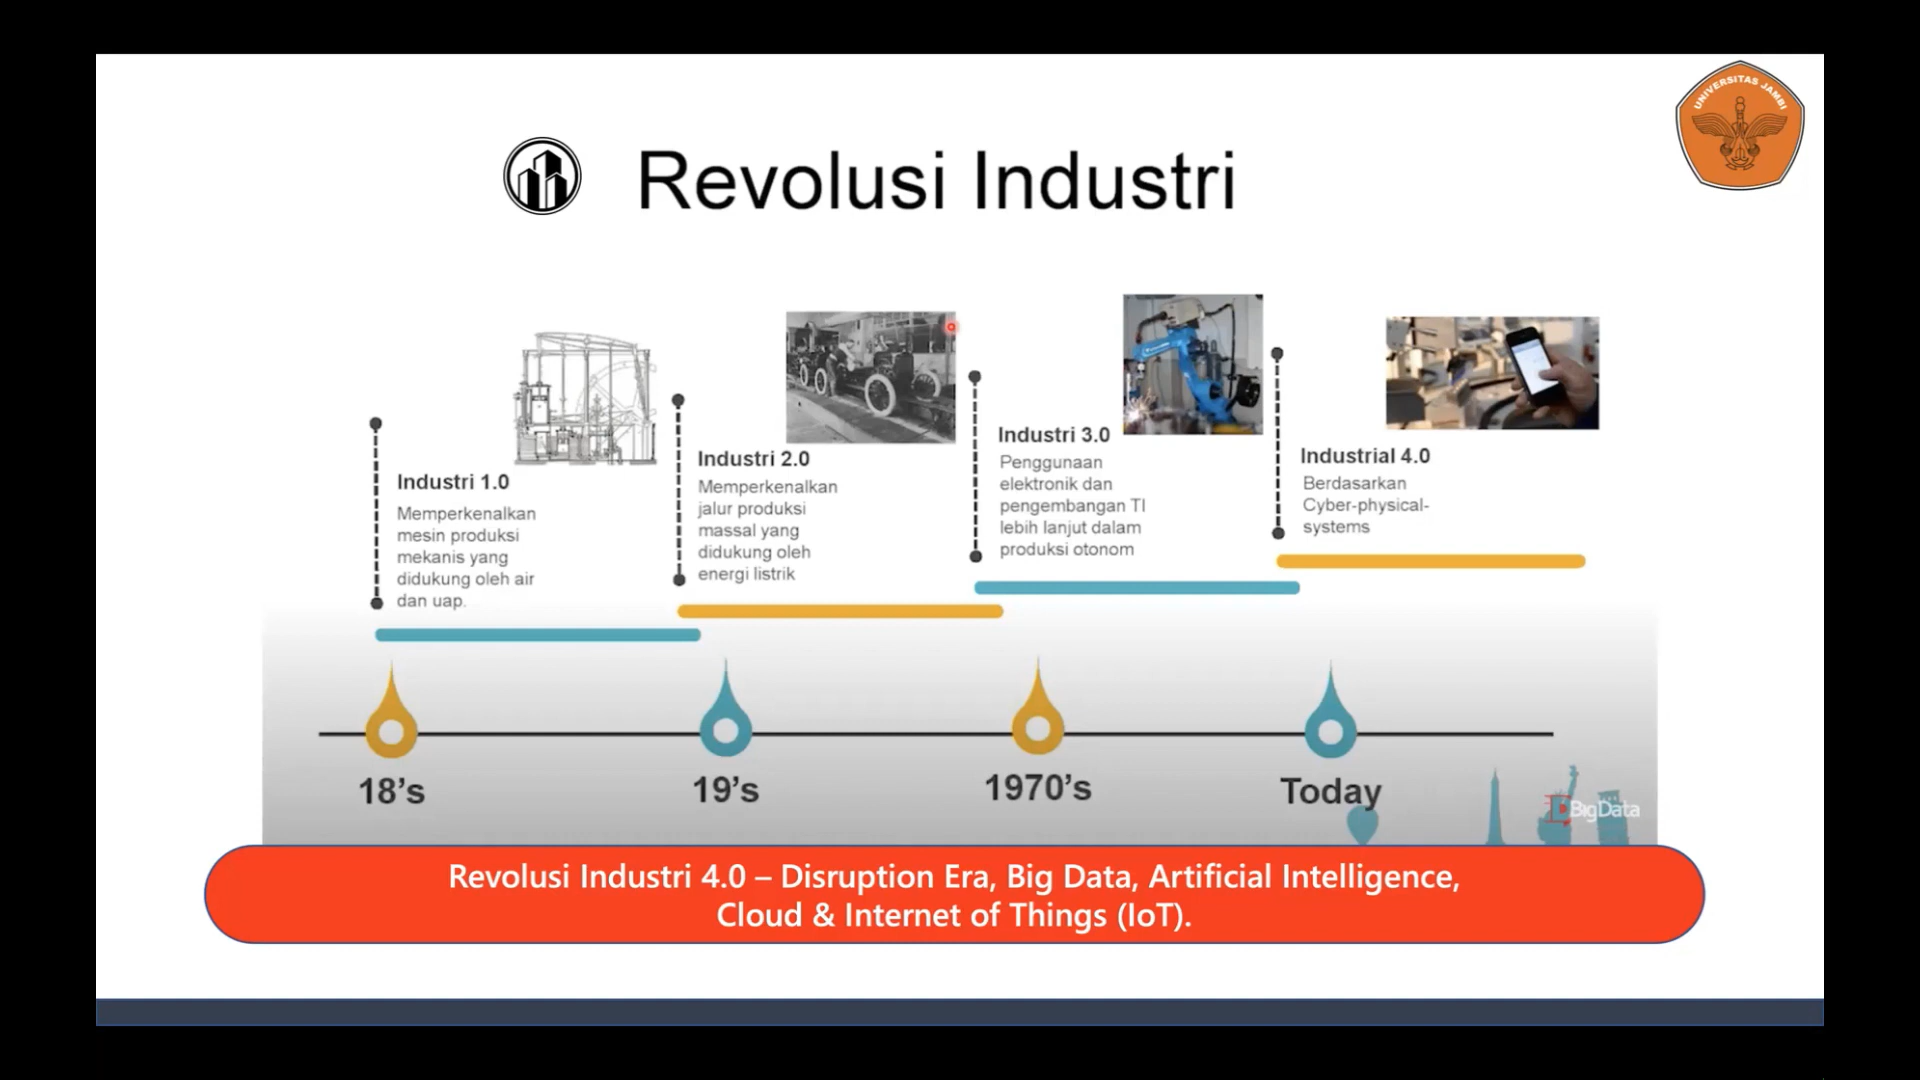 UNIVERSITAS JAMBI
Revolusi Industri
Industri 1.0
Memperkenalkan
mesin produksi
mekanis yang
didukung oleh air
dan uap.
Industri 2.0
Memperkenalkan
jalur produksi
massal yang
didukung oleh
energi listrik
Industri 3.0
Penggunaan
elektronik dan
pengembangan TI
lebih lanjut dalam
produksi otonom
Industrial 4.0
Berdasarkan
Cyber-physical-
systems
18's
19's
1970's
Today
BigData
Revolusi Industri 4.0 – Disruption Era, Big Data, Artificial Intelligence,
Cloud & Internet of Things (IoT).